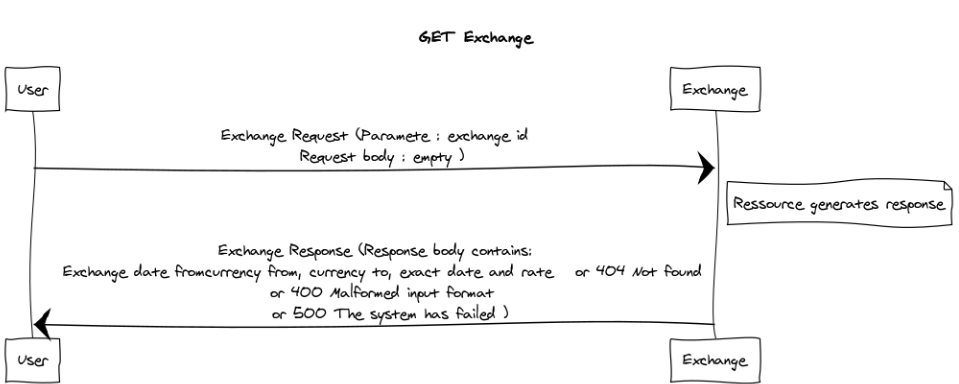 GET Exchange
User
Exchange
Exchange Request (Paramete : exchange id
Request body : empty )
Ressource generates response
Exchange Response (Response body contains:
Exchange date fromcurrency from, currency to, exact date and rate or 404 Not found
or 400 Malformed input format
or 500 The system has failed )
User
Exchange